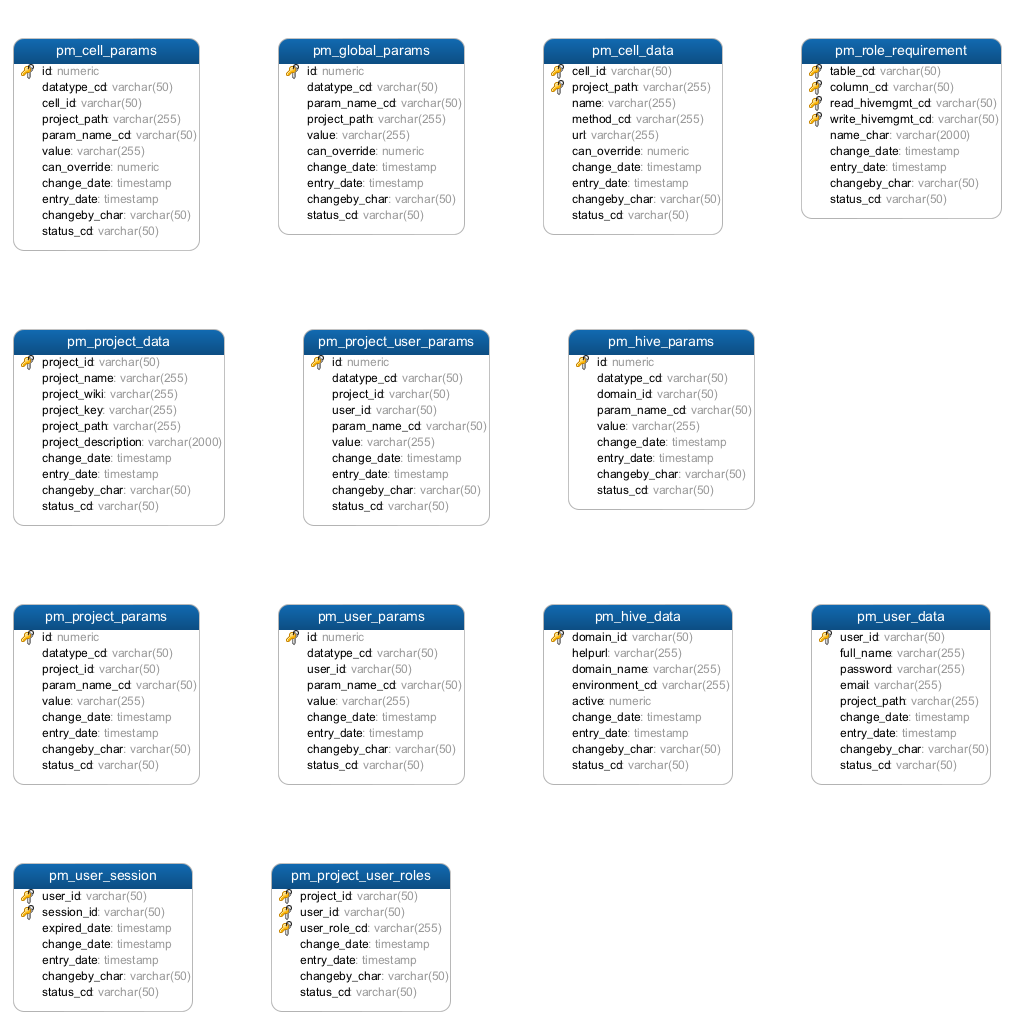 pm_cell_params
id: numeric
datatype_cd: varchar(50)
cell_id: varchar(50)
project_path: varchar(255)
param_name_cd: varchar(50)
value: varchar(255)
can_override: numeric
change_date: timestamp
entry_date: timestamp
changeby_char: varchar(50)
status_cd: varchar(50)
pm_global_params
id: numeric
datatype_cd: varchar(50)
param_name_cd: varchar(50)
project_path: varchar(255)
value: varchar(255)
can_override: numeric
change_date: timestamp
entry_date: timestamp
changeby_char: varchar(50)
status_cd: varchar(50)
pm_cell_data
cell_id: varchar(50)
project_path: varchar(255)
name: varchar(255)
method_cd: varchar(255)
url: varchar(255)
can_override: numeric
change_date: timestamp
entry_date: timestamp
changeby_char: varchar(50)
status_cd: varchar(50)
pm_role_requirement
table_cd: varchar(50)
column_cd: varchar(50)
read_hivemgmt_cd: varchar(50)
write_hivemgmt_cd: varchar(50)
name_char: varchar(2000)
change_date: timestamp
entry_date: timestamp
changeby_char: varchar(50)
status_cd: varchar(50)
pm_project_data
project_id: varchar(50)
project_name: varchar(255)
project_wiki: varchar(255)
project_key: varchar(255)
project_path: varchar(255)
project_description: varchar(2000)
change_date: timestamp
entry_date: timestamp
changeby_char: varchar(50)
status_cd: varchar(50)
pm_project_user_params
id: numeric
datatype_cd: varchar(50)
project_id: varchar(50)
user_id: varchar(50)
param_name_cd: varchar(50)
value: varchar(255)
change_date: timestamp
entry_date: timestamp
changeby_char: varchar(50)
status_cd: varchar(50)
pm_hive_params
id: numeric
datatype_cd: varchar(50)
domain_id: varchar(50)
param_name_cd: varchar(50)
value: varchar(255)
change_date: timestamp
entry_date: timestamp
changeby_char: varchar(50)
status_cd: varchar(50)
pm_project_params
id: numeric
datatype_cd: varchar(50)
project_id: varchar(50)
param_name_cd: varchar(50)
value: varchar(255)
change_date: timestamp
entry_date: timestamp
changeby_char: varchar(50)
status_cd: varchar(50)
pm_user_params
id: numeric
datatype_cd: varchar(50)
user_id: varchar(50)
param_name_cd: varchar(50)
value: varchar(255)
change_date: timestamp
entry_date: timestamp
changeby_char: varchar(50)
status_cd: varchar(50)
pm_hive_data
domain_id: varchar(50)
helpurl: varchar(255)
domain_name: varchar(255)
environment_cd: varchar(255)
active: numeric
change_date: timestamp
entry_date: timestamp
changeby_char: varchar(50)
status_cd: varchar(50)
pm_user_data
user_id: varchar(50)
full_name: varchar(255)
password: varchar(255)
email: varchar(255)
project_path: varchar(255)
change_date: timestamp
entry_date: timestamp
changeby_char: varchar(50)
status_cd: varchar(50)
pm_user_session
user_id: varchar(50)
session_id: varchar(50)
expired_date: timestamp
change_date: timestamp
entry_date: timestamp
changeby_char: varchar(50)
status_cd: varchar(50)
pm_project_user_roles
project_id: varchar(50)
user_id: varchar(50)
user_role_cd: varchar(255)
change_date: timestamp
entry_date: timestamp
changeby_char: varchar(50)
status_cd: varchar(50)